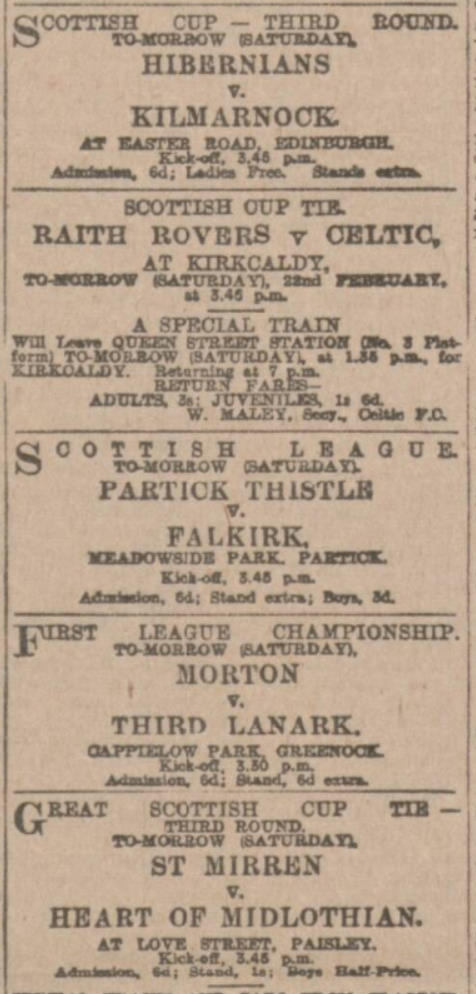 SCOTTISH CUP — THIRD ROUND.
TO-MORROW (SATURDAY),
HIBERNIANS
v.
KILMARNOCK.
AT EASTER ROAD, EDINBURGH.
Kick-off, 3.45 p.m.
Admission, 6d; Ladies Free. Stands extra.
SCOTTISH CUP TIE.
RAITH ROVERS v CELTIC,
AT KIRKCALDY,
TO-MORROW (SATURDAY), 22nd FEBRUARY,
at 3.45 p.m.
A SPECIAL TRAIN
Will Leave QUEEN STREET STATION (No. 3 Plat-
form) TO-MORROW (SATURDAY), at 1.35 p.m., for
KIRKCALDY. Returning at 7 p.m.
RETURN FARES—
ADULTS, 3s; JUVENILES, 1s 6d.
W. MALEY, Secy., Celtic F.C.
SCOTTISH LEAGUE.
TO-MORROW (SATURDAY).
PARTICK THISTLE
v.
FALKIRK,
MEADOWSIDE PARK, PARTICK.
Kick-off, 3.45 p.m.
Admission, 6d; Stand extra; Boys, 3d.
FIRST LEAGUE CHAMPIONSHIP.
TO-MORROW (SATURDAY),
MORTON
v.
THIRD LANARK.
CAPPIELOW PARK, GREENOCK.
Kick-off, 3.30 p.m.
Admission, 6d; Stand, 6d extra.
GREAT SCOTTISH CUP TIE —
THIRD ROUND.
TO-MORROW (SATURDAY),
ST MIRREN
v.
HEART OF MIDLOTHIAN.
AT LOVE STREET, PAISLEY.
Kick-off, 3.45 p.m.
Admission, 6d; Stand, 1s; Boys Half-Price.